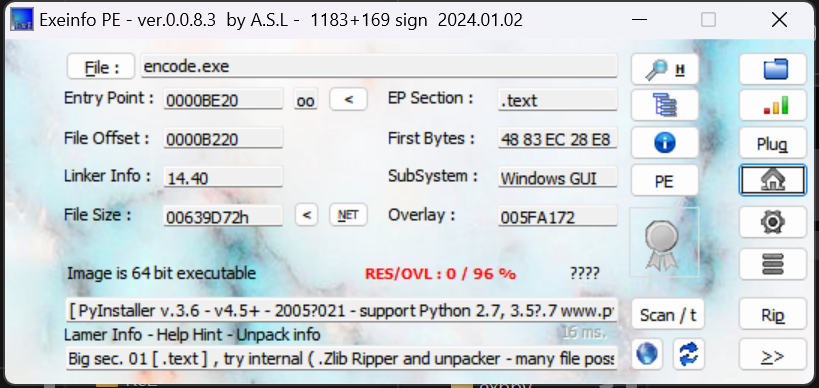 Exeinfo PE - ver.0.0.8.3 by A.S.L - 1183+169 sign 2024.01.02
File : encode.exe H
Entry Point : 0000BE20 oo < EP Section : .text
File Offset : 0000B220 First Bytes : 48 83 EC 28 E8 Plug
Linker Info : 14.40 SubSystem : Windows GUI PE
File Size : 00639D72h < NET Overlay : 005FA172
Image is 64 bit executable RES/OVL : 0 / 96 % ????
[ PyInstaller v.3.6 - v4.5+ - 2005?021 - support Python 2.7, 3.5?.7 www.p Scan / t Rip
Lamer Info - Help Hint - Unpack info 16 ms.
Big sec. 01 [ .text ] , try internal ( .Zlib Ripper and unpacker - many file poss >>